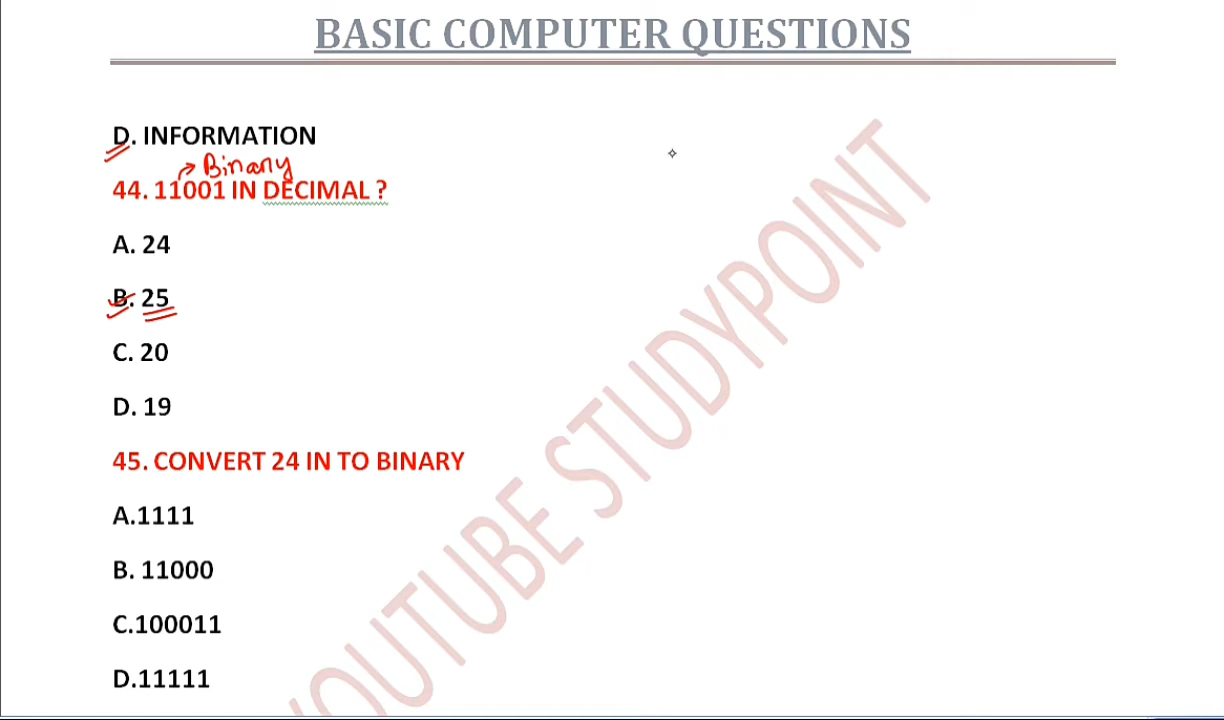 BASIC COMPUTER QUESTIONS
D. INFORMATION
Binary
44. 11001 IN DECIMAL ?
A. 24
B. 25
C. 20
D. 19
45. CONVERT 24 IN TO BINARY
A.1111
B. 11000
C.100011
D.11111
YOUTUBE STUDYPOINT